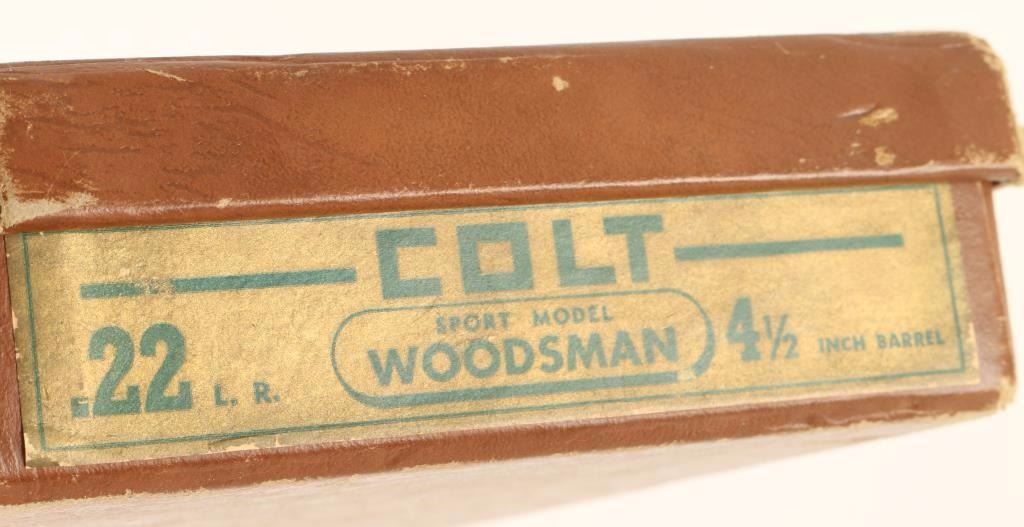 COLT
.22 L. R.
SPORT MODEL
WOODSMAN
4½ INCH BARREL